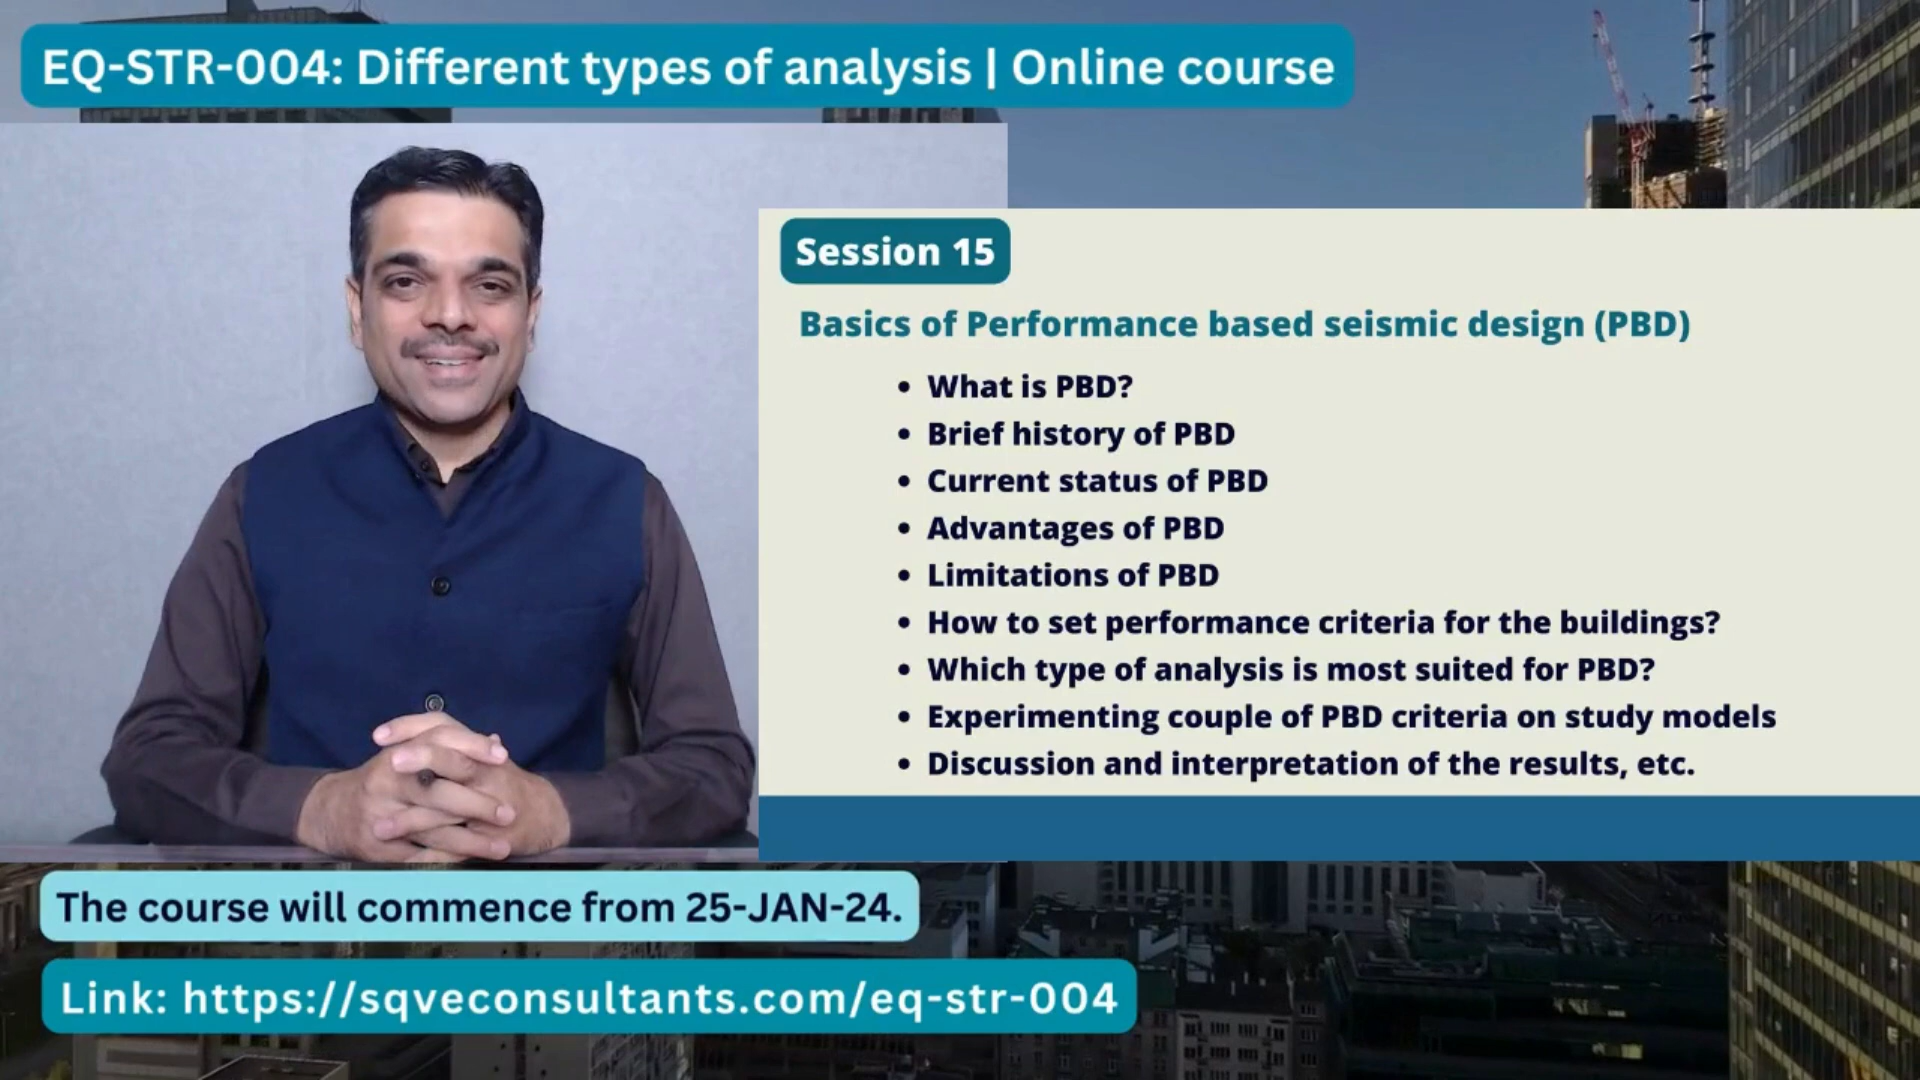 EQ-STR-004: Different types of analysis | Online course
Session 15
Basics of Performance based seismic design (PBD)
• What is PBD?
• Brief history of PBD
• Current status of PBD
• Advantages of PBD
• Limitations of PBD
• How to set performance criteria for the buildings?
• Which type of analysis is most suited for PBD?
• Experimenting couple of PBD criteria on study models
• Discussion and interpretation of the results, etc.
The course will commence from 25-JAN-24.
Link: https://sqveconsultants.com/eq-str-004